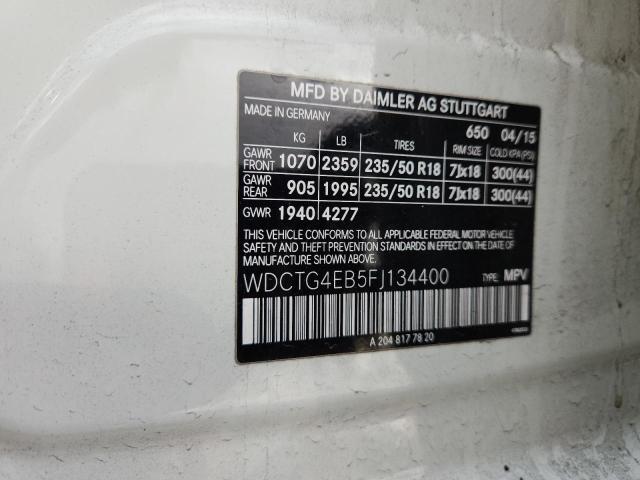 MFD BY DAIMLER AG STUTTGART
MADE IN GERMANY 650 04/15
KG LB TIRES RIM SIZE COLD KPA (PSI)
GAWR FRONT 1070 2359 235/50 R18 7Jx18 300(44)
GAWR REAR 905 1995 235/50 R18 7Jx18 300(44)
GVWR 1940 4277
THIS VEHICLE CONFORMS TO ALL APPLICABLE FEDERAL MOTOR VEHICLE
SAFETY AND THEFT PREVENTION STANDARDS IN EFFECT ON THE DATE OF
MANUFACTURE SHOWN ABOVE.
WDCTG4EB5FJ134400 TYPE: MPV
A 204 817 78 20